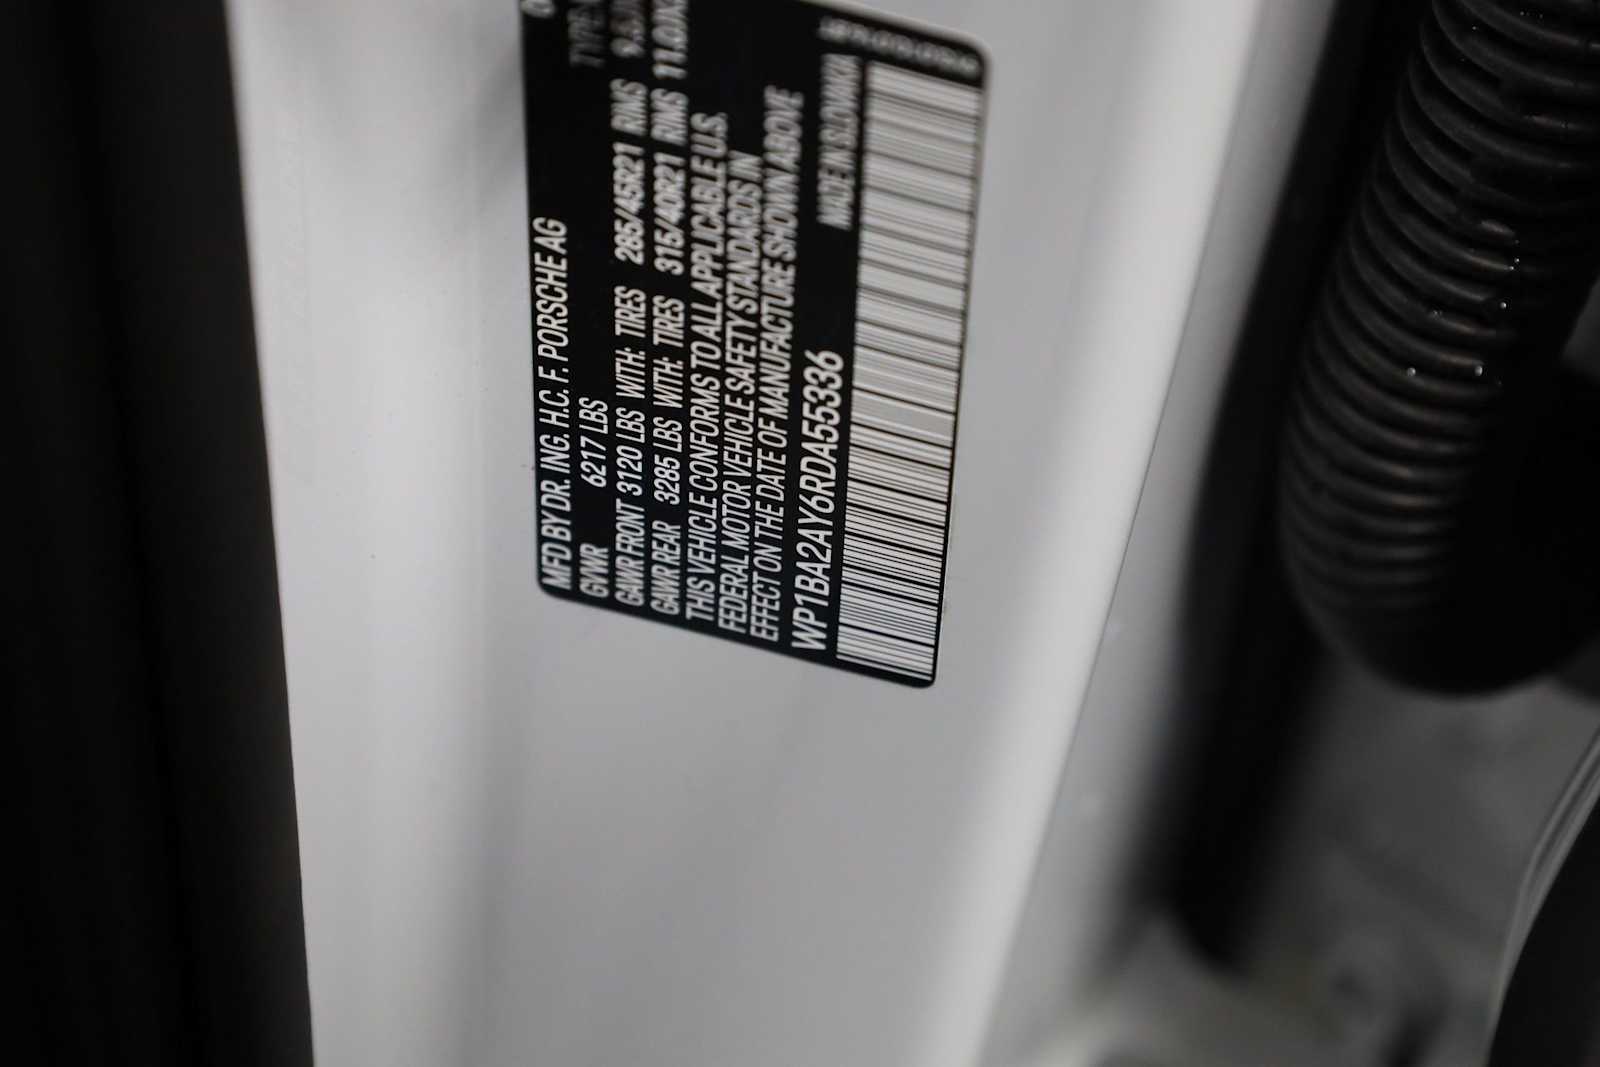 MFD BY DR. ING. H.C. F. PORSCHE AG
GVWR 6217 LBS
GAWR FRONT 3120 LBS WITH: TIRES 285/45R21 RIMS
GAWR REAR 3285 LBS WITH: TIRES 315/40R21 RIMS 11.0JX2
THIS VEHICLE CONFORMS TO ALL APPLICABLE U.S.
FEDERAL MOTOR VEHICLE SAFETY STANDARDS IN
EFFECT ON THE DATE OF MANUFACTURE SHOWN ABOVE
WP1BA2AY6RDA55336
MADE IN SLOVAKIA